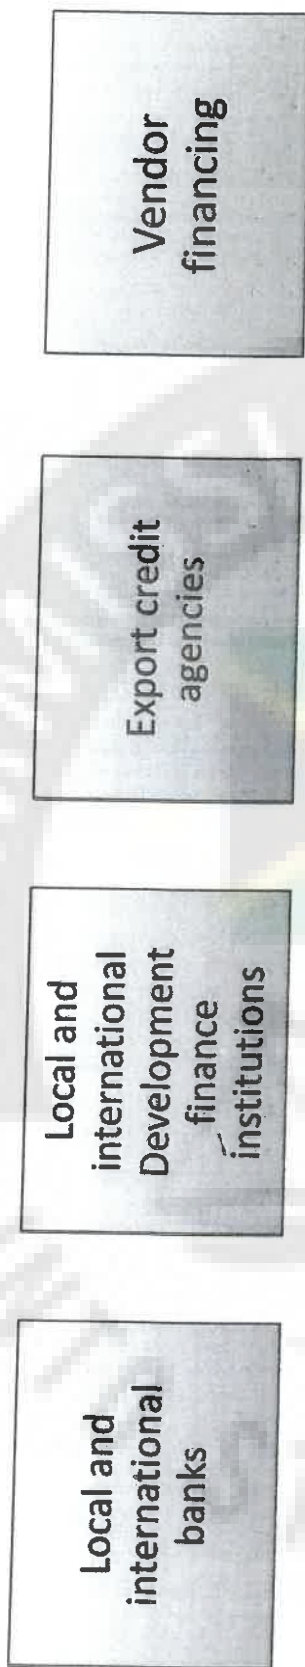 Local and
international
banks
Local and
international
Development
finance
institutions
Export credit
agencies
Vendor
financing